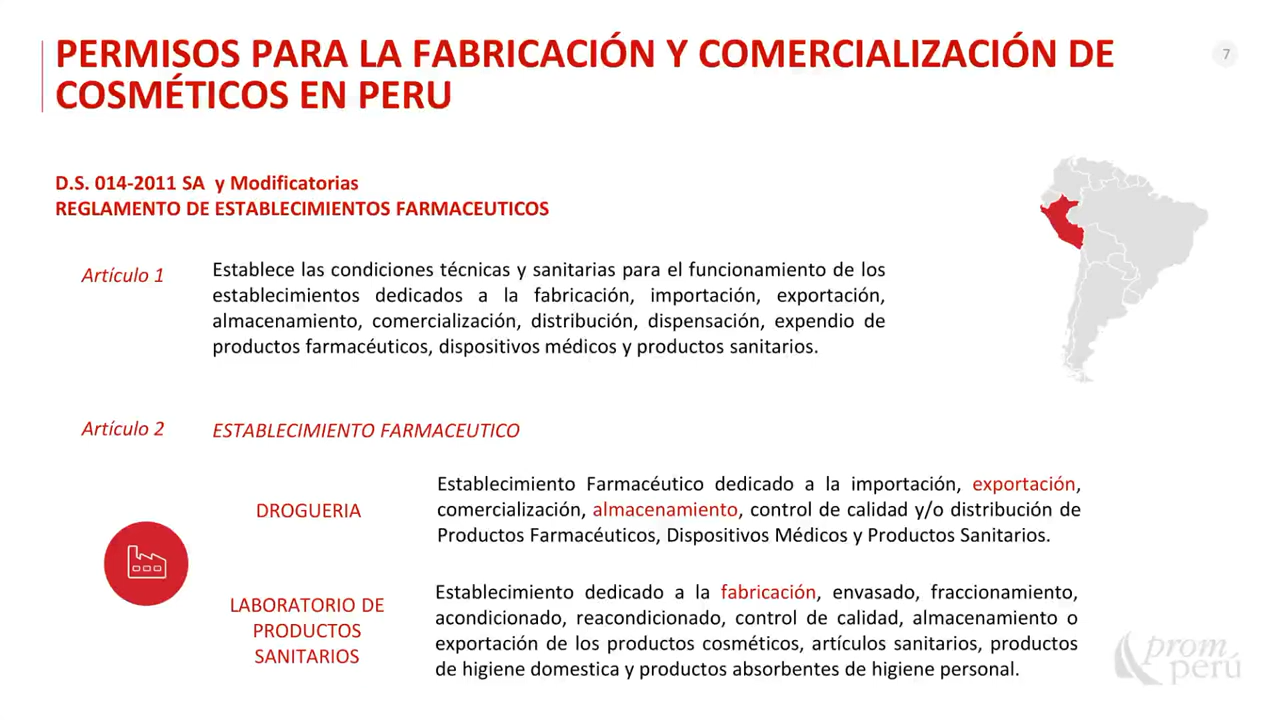 PERMISOS PARA LA FABRICACIÓN Y COMERCIALIZACIÓN DE
COSMÉTICOS EN PERU
7
D.S. 014-2011 SA y Modificatorias
REGLAMENTO DE ESTABLECIMIENTOS FARMACEUTICOS
Artículo 1
Establece las condiciones técnicas y sanitarias para el funcionamiento de los
establecimientos dedicados a la fabricación, importación, exportación,
almacenamiento, comercialización, distribución, dispensación, expendio de
productos farmacéuticos, dispositivos médicos y productos sanitarios.
Artículo 2
ESTABLECIMIENTO FARMACEUTICO
DROGUERIA
Establecimiento Farmacéutico dedicado a la importación, exportación,
comercialización, almacenamiento, control de calidad y/o distribución de
Productos Farmacéuticos, Dispositivos Médicos y Productos Sanitarios.
LABORATORIO DE
PRODUCTOS
SANITARIOS
Establecimiento dedicado a la fabricación, envasado, fraccionamiento,
acondicionado, reacondicionado, control de calidad, almacenamiento o
exportación de los productos cosméticos, artículos sanitarios, productos
de higiene domestica y productos absorbentes de higiene personal.
prom
perú